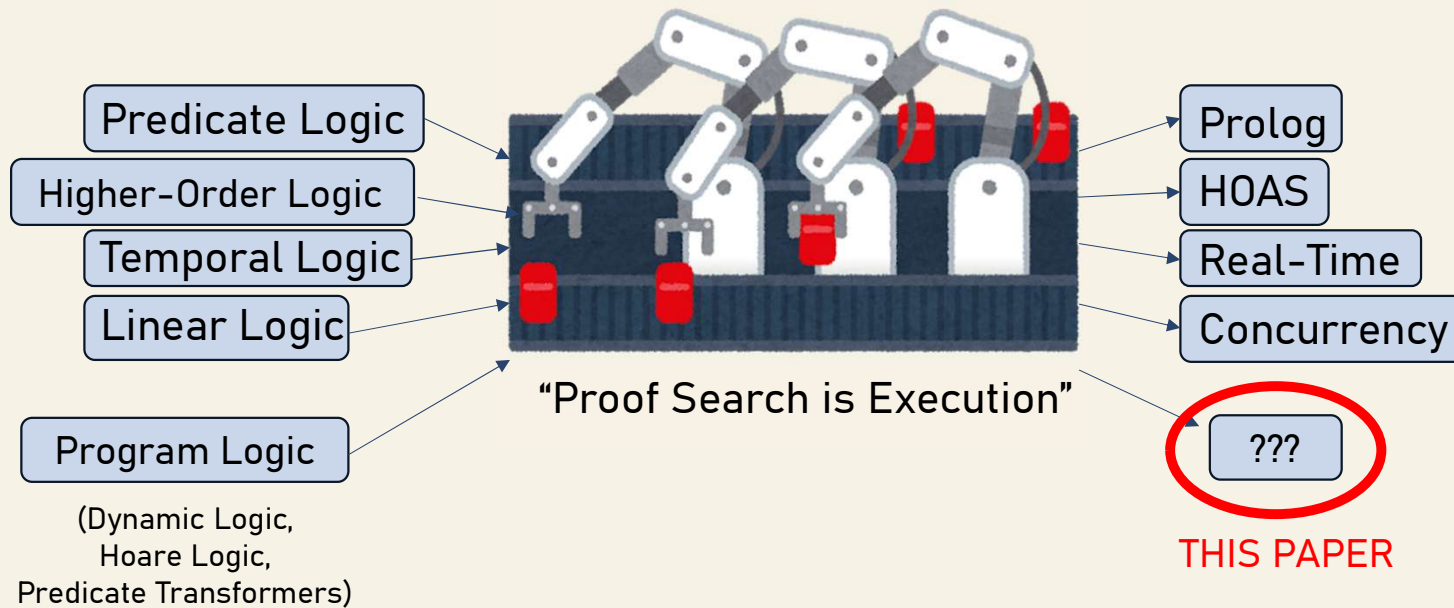 Predicate Logic
Higher-Order Logic
Temporal Logic
Linear Logic
Program Logic
(Dynamic Logic,
Hoare Logic,
Predicate Transformers)
“Proof Search is Execution”
Prolog
HOAS
Real-Time
Concurrency
???
THIS PAPER